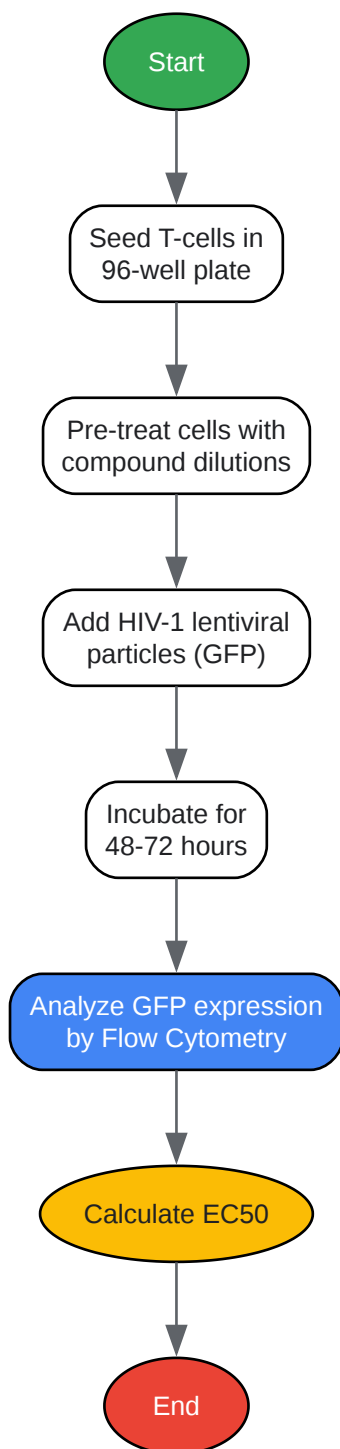 Start
Seed T-cells in
96-well plate
Pre-treat cells with
compound dilutions
Add HIV-1 lentiviral
particles (GFP)
Incubate for
48-72 hours
Analyze GFP expression
by Flow Cytometry
Calculate EC50
End